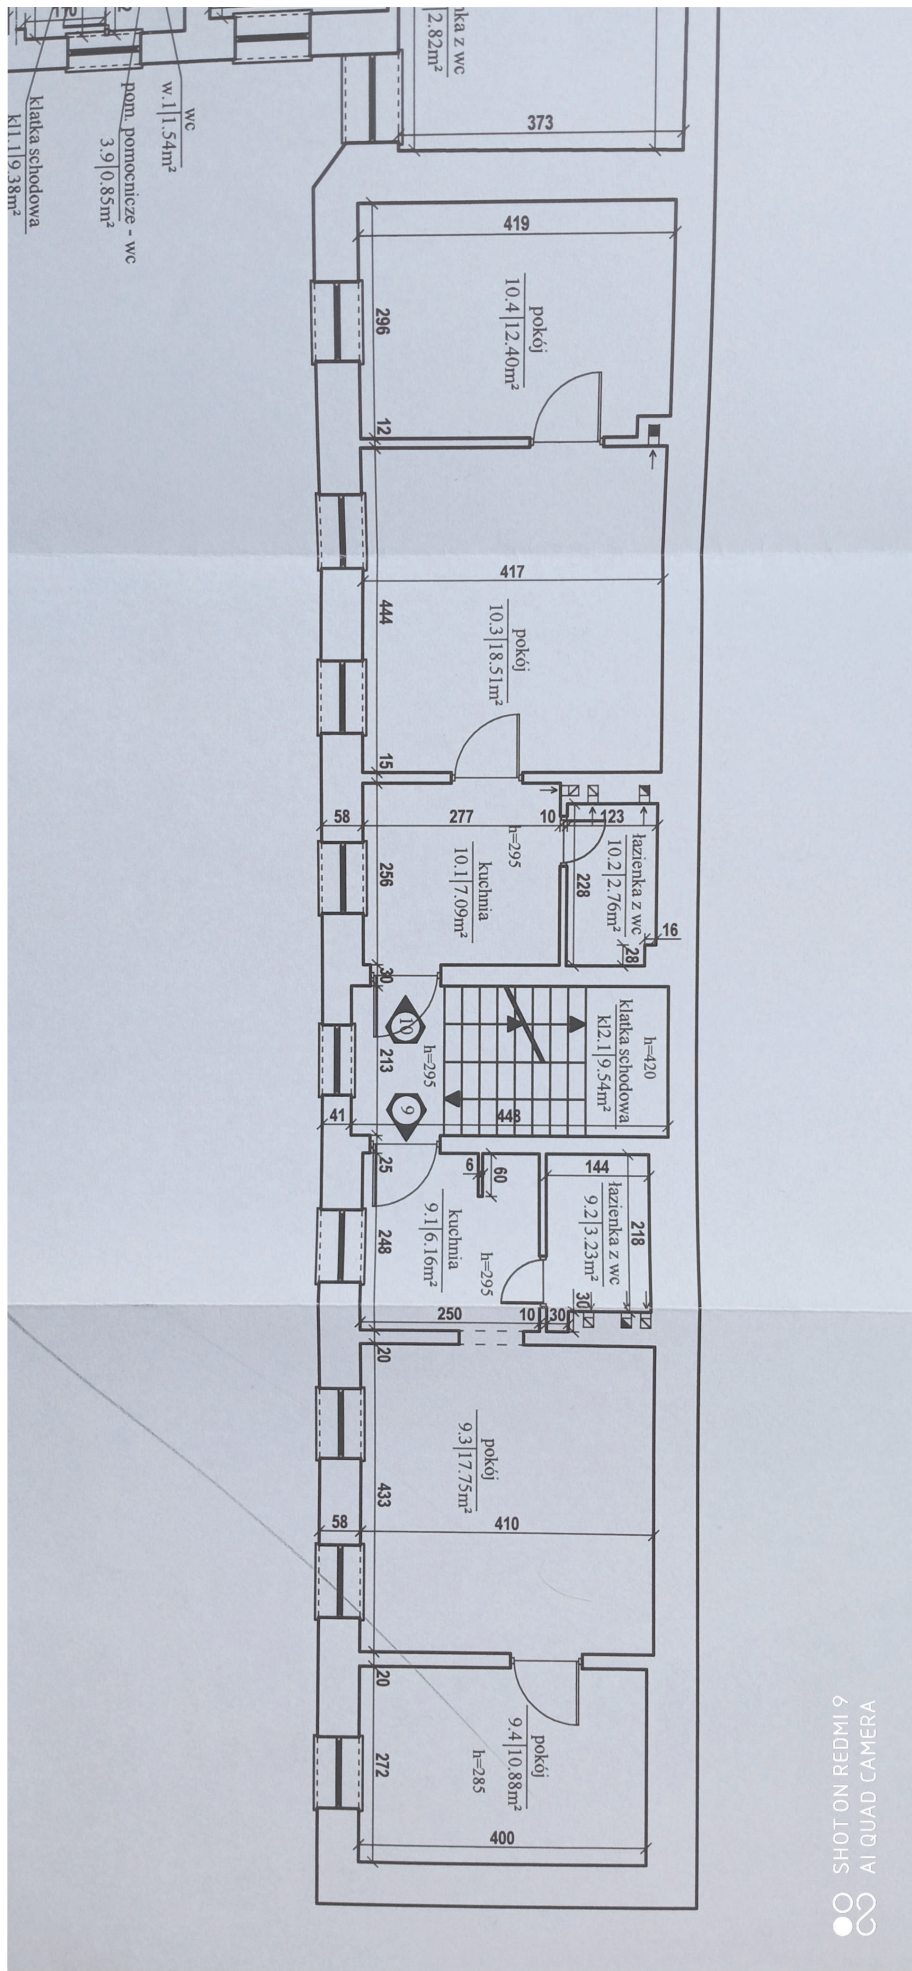 nka z wc
2.82m²
373
wc
w.1|1.54m²
pom. pomocnicze - wc
3.9|0.85m²
klatka schodowa
kl1.1|9.38m²
419
pokój
10.4|12.40m²
296
12
417
pokój
10.3|18.51m²
444
15
58
277
10
123
h=295
kuchnia
10.1|7.09m²
256
łazienka z wc
10.2|2.76m²
228
16
28
30
10
h=295
213
9
klatka schodowa
kl2.1|9.54m²
h=420
448
41
25
6
60
144
łazienka z wc
9.2|3.23m²
218
kuchnia
9.1|6.16m²
248
h=295
250
10
30
30
20
pokój
9.3|17.75m²
433
58
410
20
pokój
9.4|10.88m²
h=285
272
400
SHOT ON REDMI 9
AI QUAD CAMERA